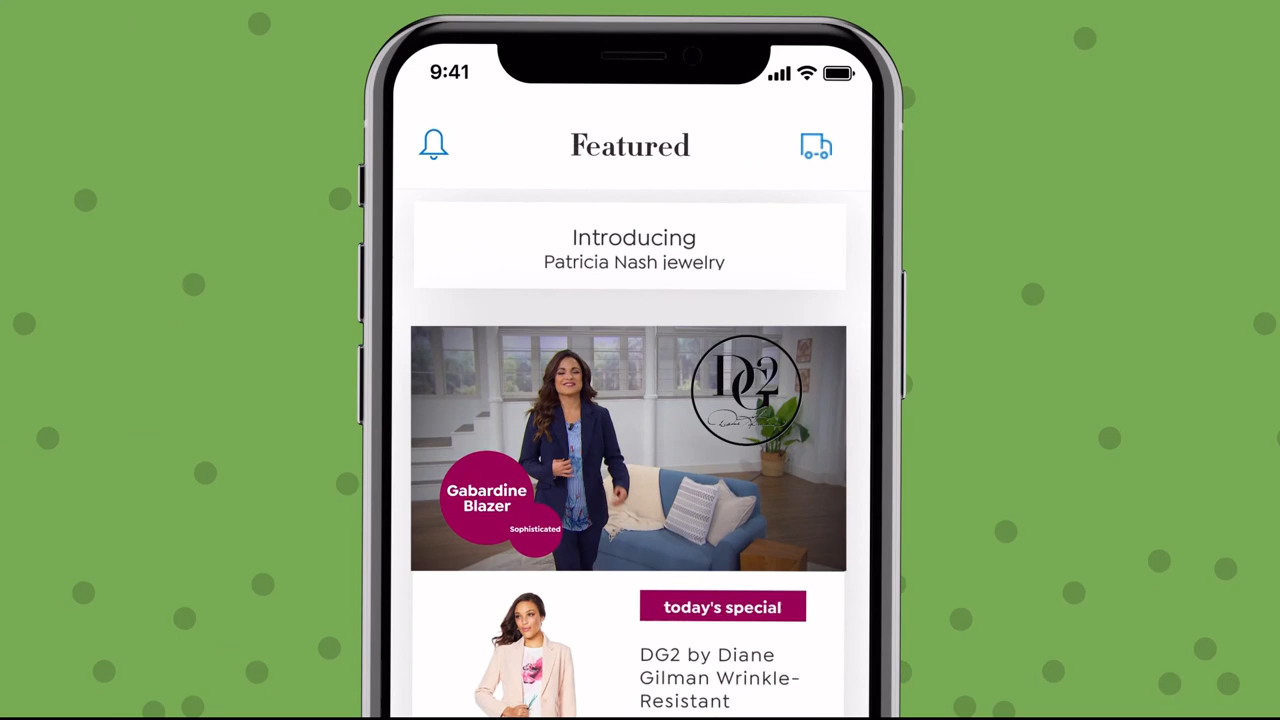 9:41
Featured
Introducing
Patricia Nash jewelry
DG2
Gabardine
Blazer
Sophisticated
today's special
DG2 by Diane
Gilman Wrinkle-
Resistant